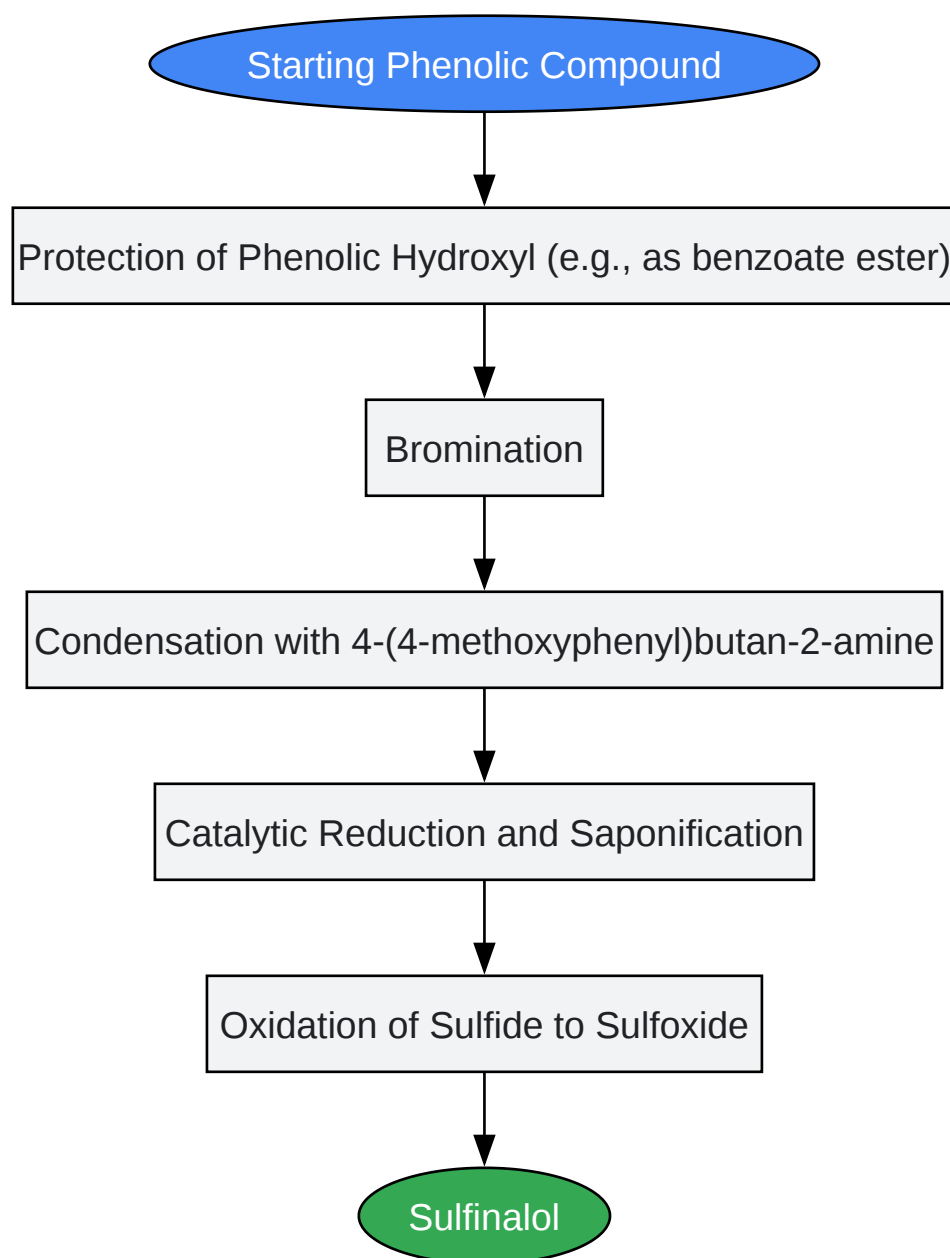 Starting Phenolic Compound
Protection of Phenolic Hydroxyl (e.g., as benzoate ester)
Bromination
Condensation with 4-(4-methoxyphenyl)butan-2-amine
Catalytic Reduction and Saponification
Oxidation of Sulfide to Sulfoxide
Sulfinalol